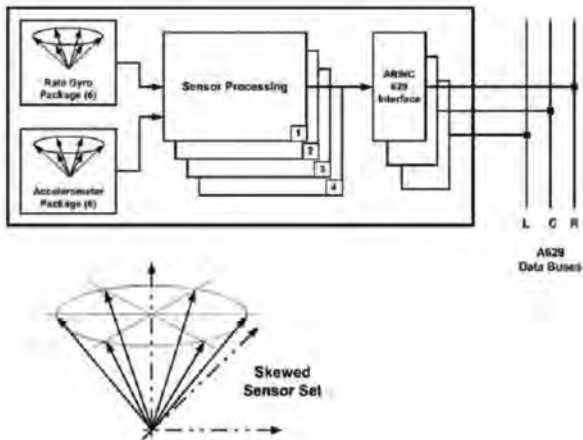 Rate Gyro
Package (6)
Accelerometer
Package (6)
Sensor Processing
1
2
3
4
ARINC
629
Interface
L C R
A629
Data Buses
Skewed
Sensor Set